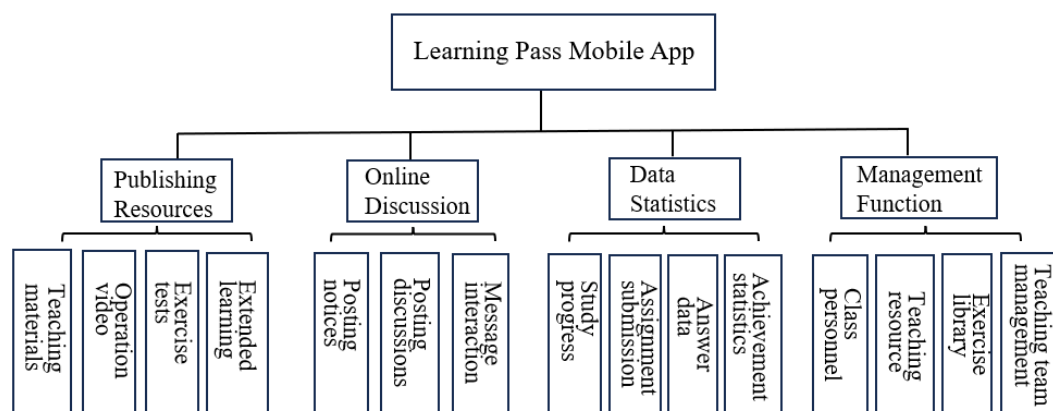 Learning Pass Mobile App
Publishing
Resources
Online
Discussion
Data
Statistics
Management
Function
Teaching
materials
Operation
video
Exercise
tests
Extended
learning
Posting
notices
Posting
discussions
Message
interaction
Study
progress
Assignment
submission
Answer
data
Achievement
statistics
Class
personnel
Teaching
resource
Exercise
library
Teaching team
management